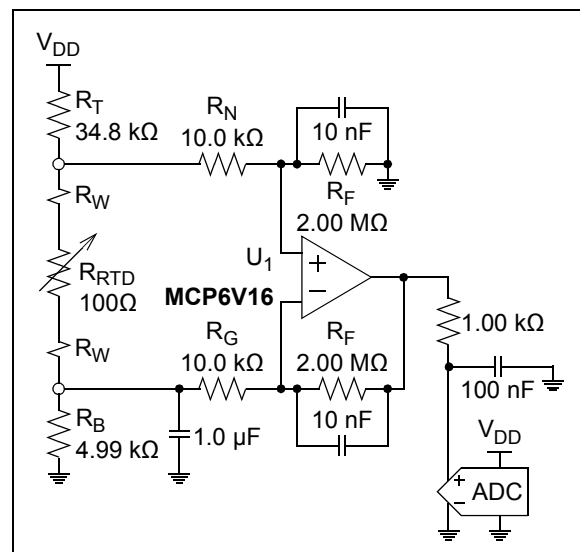 V_DD
R_T
34.8 kΩ
R_N
10.0 kΩ
10 nF
R_F
2.00 MΩ
R_W
R_RTD
100Ω
U_1
+
−
MCP6V16
R_W
R_G
10.0 kΩ
R_F
2.00 MΩ
10 nF
1.00 kΩ
100 nF
R_B
4.99 kΩ
1.0 µF
V_DD
+
−
ADC